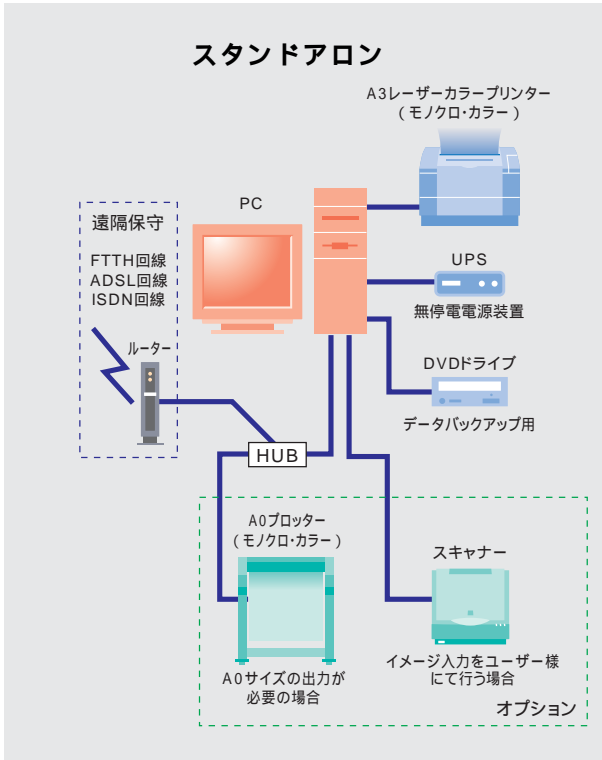 スタンドアロン
A3レーザーカラープリンター
（モノクロ・カラー）
PC
遠隔保守
FTTH回線
ADSL回線
ISDN回線
ルーター
UPS
無停電電源装置
DVDドライブ
データバックアップ用
HUB
A0プロッター
（モノクロ・カラー）
A0サイズの出力が
必要の場合
スキャナー
イメージ入力をユーザー様
にて行う場合
オプション